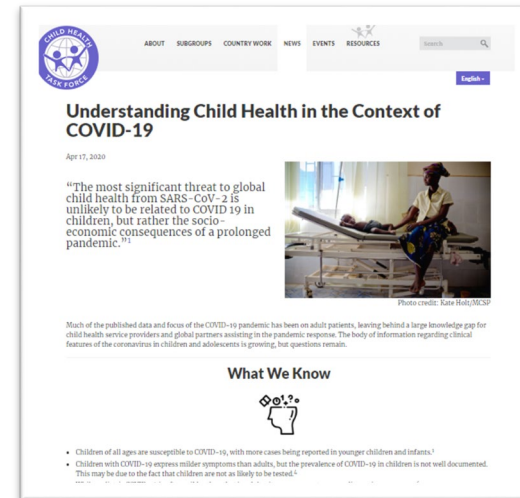 CHILD HEALTH
TASK FORCE
ABOUT SUBGROUPS COUNTRY WORK NEWS EVENTS RESOURCES
Search
English
Understanding Child Health in the Context of
COVID-19
Apr 17, 2020
“The most significant threat to global
child health from SARS-CoV-2 is
unlikely to be related to COVID 19 in
children, but rather the socio-
economic consequences of a prolonged
pandemic.”1
Photo credit: Kate Holt/MCSP
Much of the published data and focus of the COVID-19 pandemic has been on adult patients, leaving behind a large knowledge gap for
child health service providers and global partners assisting in the pandemic response. The body of information regarding clinical
features of the coronavirus in children and adolescents is growing, but questions remain.
What We Know
• Children of all ages are susceptible to COVID-19, with more cases being reported in younger children and infants.
• Children with COVID-19 express milder symptoms than adults, but the prevalence of COVID-19 in children is not well documented.
This may be due to the fact that children are not as likely to be tested.